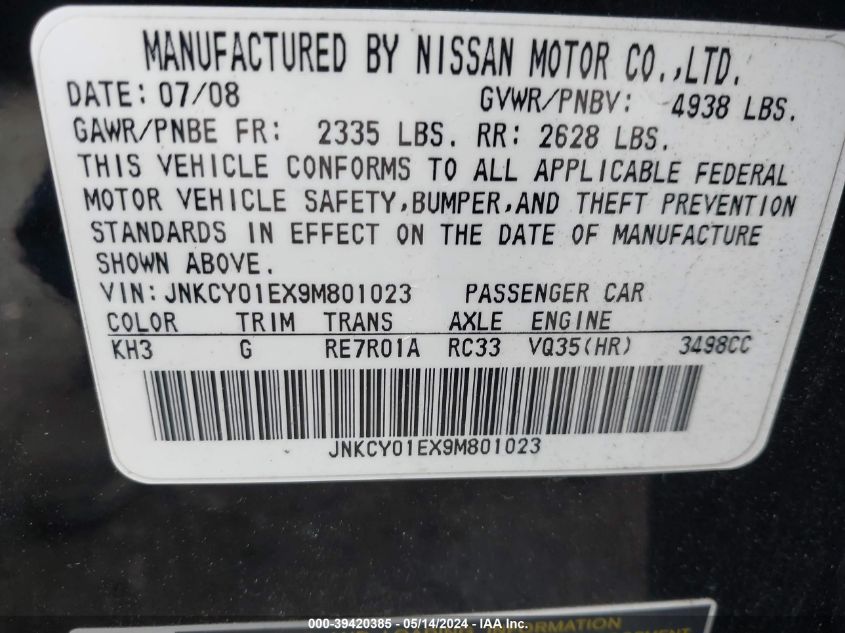 MANUFACTURED BY NISSAN MOTOR CO.,LTD.
DATE: 07/08 GVWR/PNBV: 4938 LBS.
GAWR/PNBE FR: 2335 LBS. RR: 2628 LBS.
THIS VEHICLE CONFORMS TO ALL APPLICABLE FEDERAL
MOTOR VEHICLE SAFETY,BUMPER,AND THEFT PREVENTION
STANDARDS IN EFFECT ON THE DATE OF MANUFACTURE
SHOWN ABOVE.
VIN:JNKCY01EX9M801023 PASSENGER CAR
COLOR TRIM TRANS AXLE ENGINE
KH3 G RE7R01A RC33 VQ35(HR) 3498CC
JNKCY01EX9M801023
LOADING INFORMATION
000-39420385 - 05/14/2024 - IAA Inc.